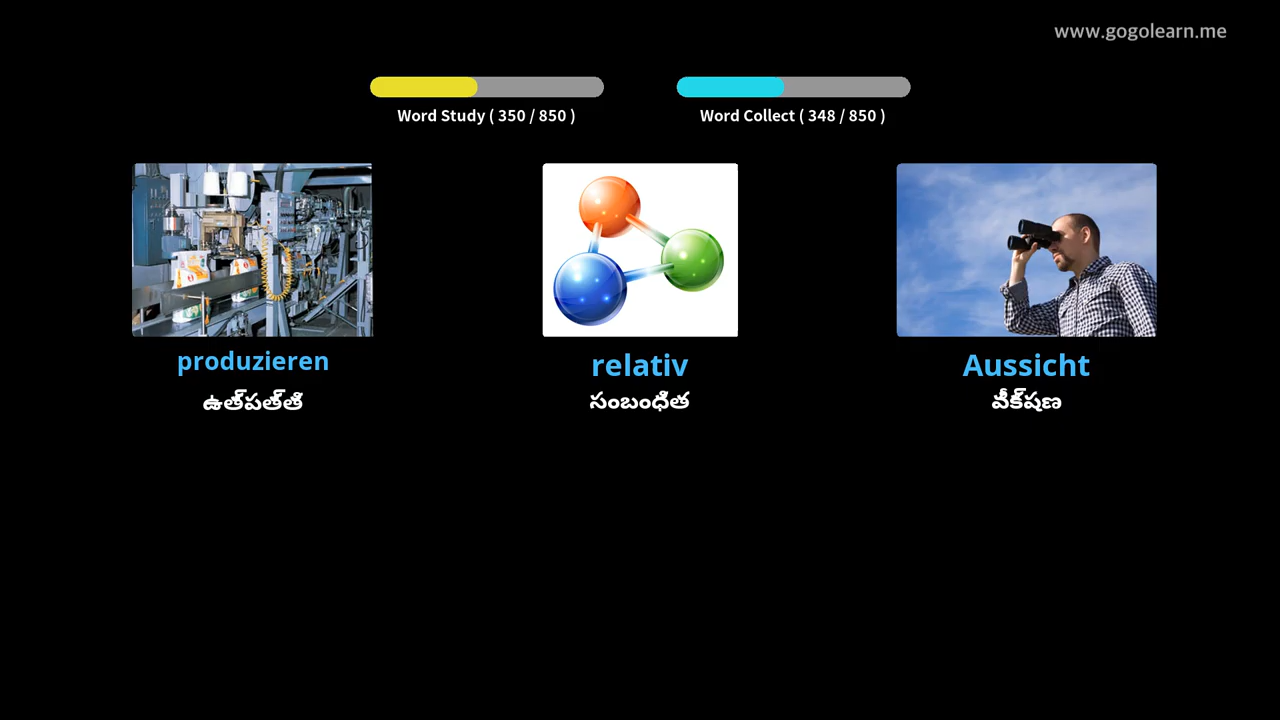 www.gogolearn.me
Word Study ( 350 / 850 )
Word Collect ( 348 / 850 )
produzieren
relativ
Aussicht
ఉత్పత్తి
సంబంధిత
వీక్షణ